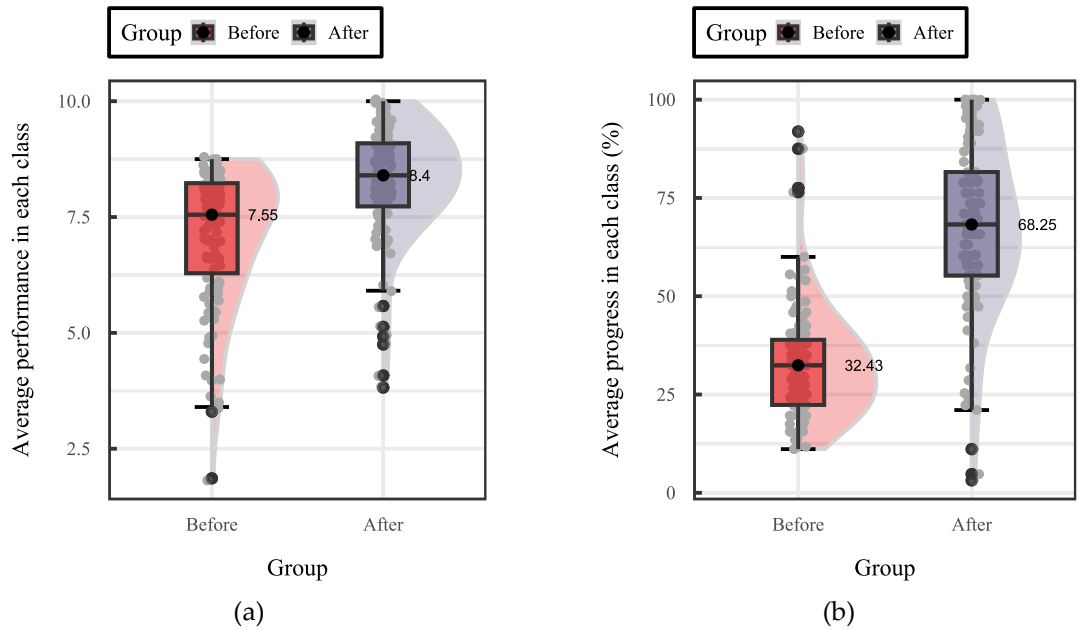 Group Before After
Average performance in each class
10.0
7.5
5.0
2.5
7.55
8.4
Before After
Group
(a)
Group Before After
Average progress in each class (%)
100
75
50
25
0
32.43
68.25
Before After
Group
(b)